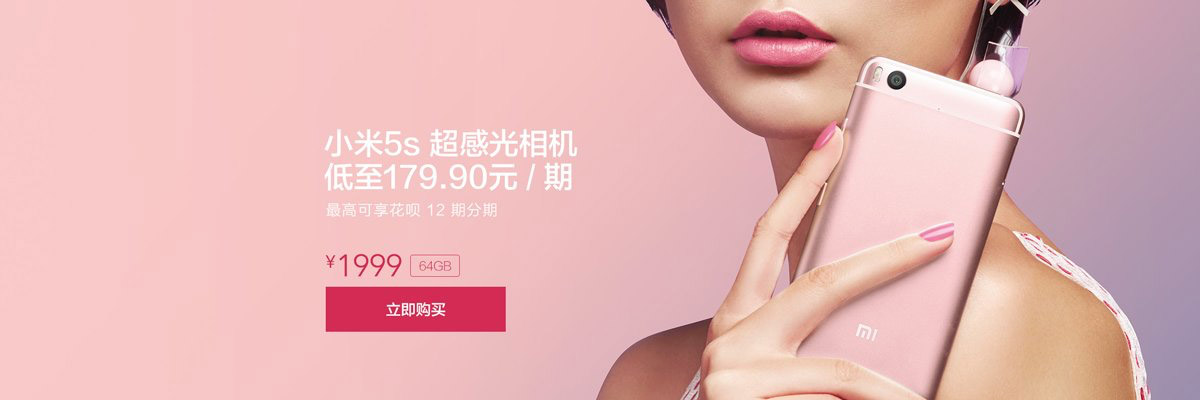 小米5s 超感光相机
低至179.90元 / 期
最高可享花呗 12 期分期
¥1999 64GB
立即购买
MI